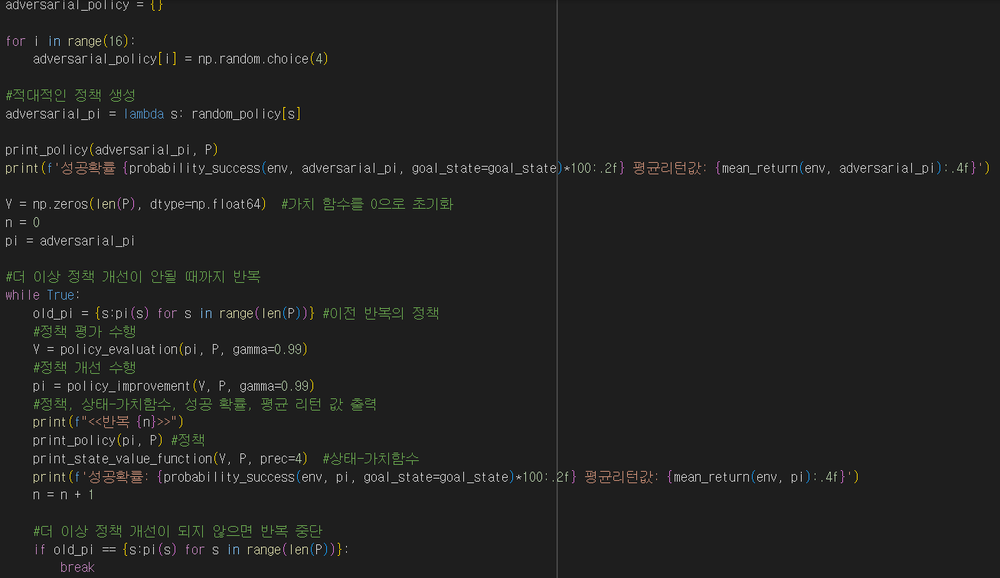 adversarial_policy = {}
for i in range(16):
adversarial_policy[i] = np.random.choice(4)
#적대적인 정책 생성
adversarial_pi = lambda s: random_policy[s]
print_policy(adversarial_pi, P)
print(f'성공확률 {probability_success(env, adversarial_pi, goal_state=goal_state)*100:.2f} 평균리턴값: {mean_return(env, adversarial_pi):.4f}')
V = np.zeros(len(P), dtype=np.float64)  #가치 함수를 0으로 초기화
n = 0
pi = adversarial_pi
#더 이상 정책 개선이 안될 때까지 반복
while True:
old_pi = {s:pi(s) for s in range(len(P))} #이전 반복의 정책
#정책 평가 수행
V = policy_evaluation(pi, P, gamma=0.99)
#정책 개선 수행
pi = policy_improvement(V, P, gamma=0.99)
#정책, 상태-가치함수, 성공 확률, 평균 리턴 값 출력
print(f"<<반복 {n}>>")
print_policy(pi, P) #정책
print_state_value_function(V, P, prec=4)  #상태-가치함수
print(f'성공확률: {probability_success(env, pi, goal_state=goal_state)*100:.2f} 평균리턴값: {mean_return(env, pi):.4f}')
n = n + 1
#더 이상 정책 개선이 되지 않으면 반복 중단
if old_pi == {s:pi(s) for s in range(len(P))}:
break